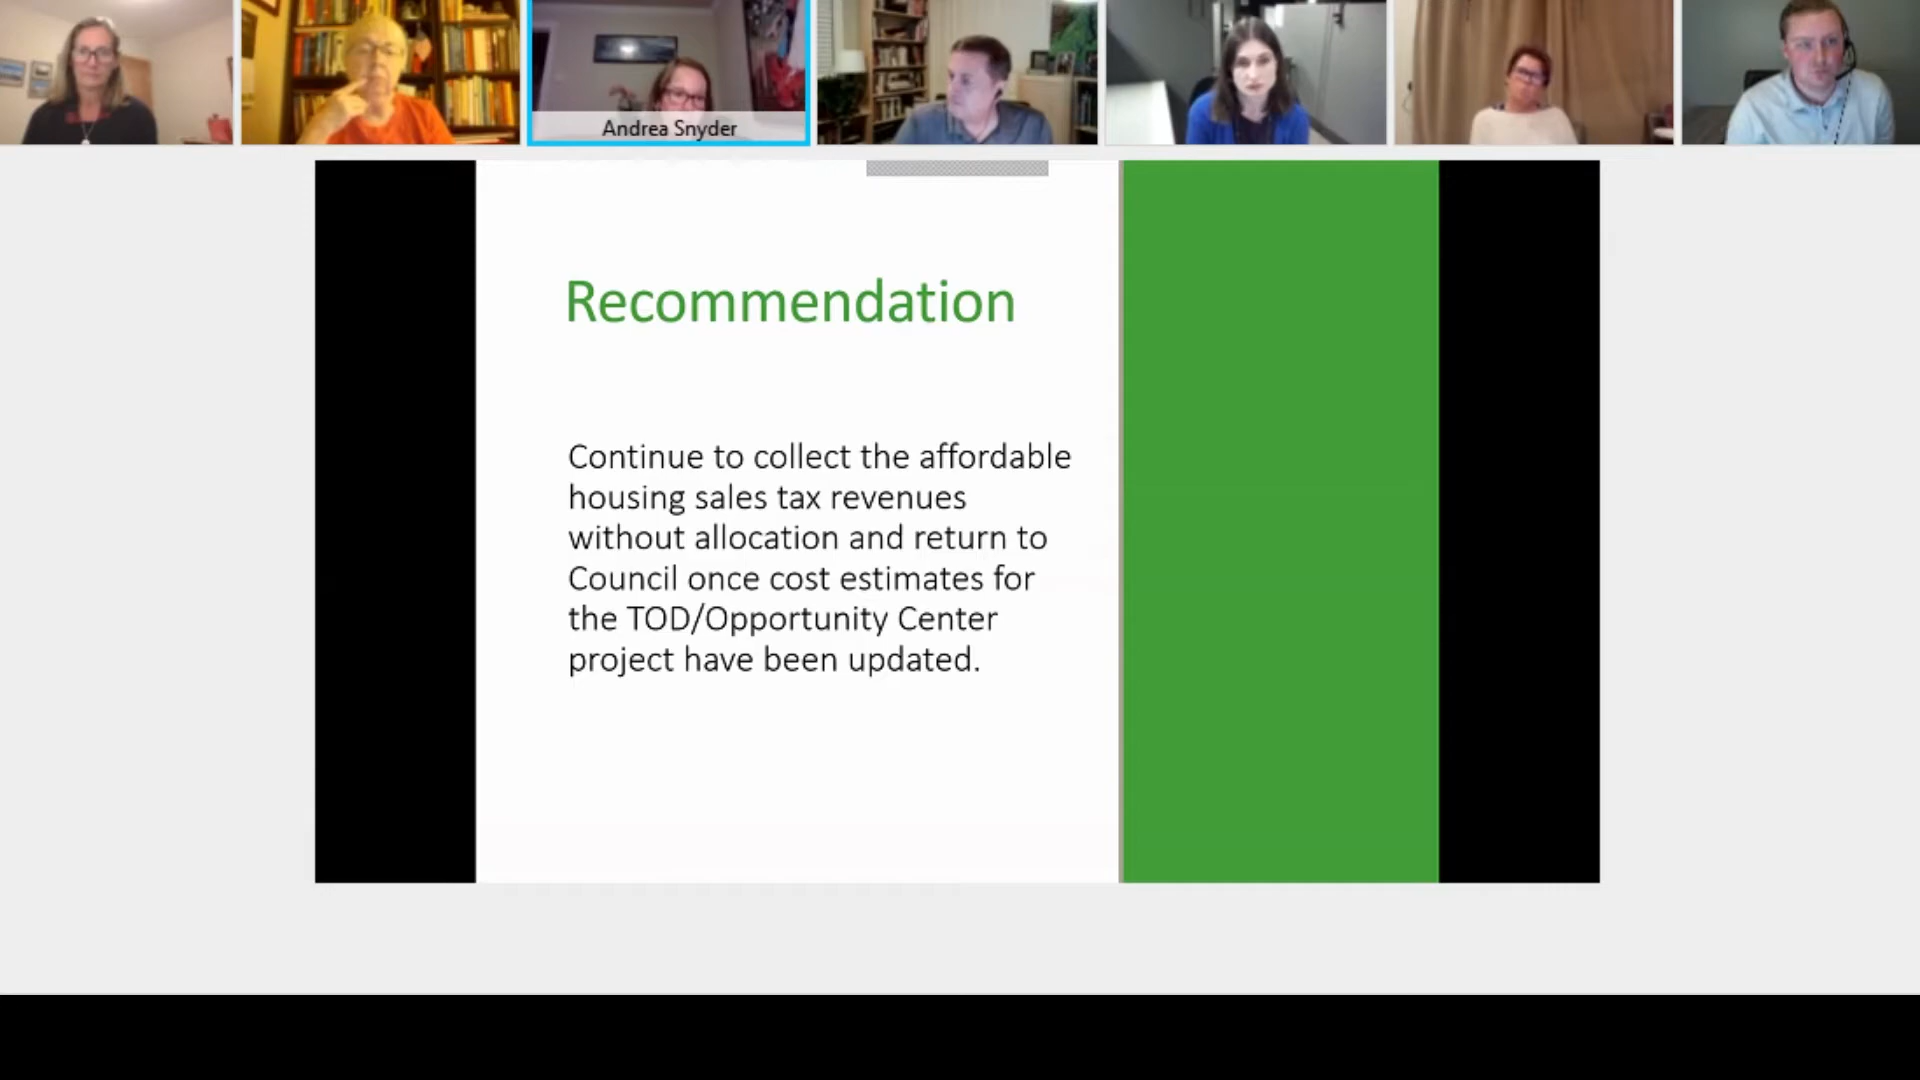 Andrea Snyder
Recommendation
Continue to collect the affordable
housing sales tax revenues
without allocation and return to
Council once cost estimates for
the TOD/Opportunity Center
project have been updated.